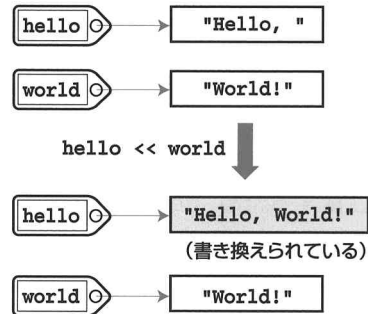 hello "Hello, "
world "World!"
hello << world
hello "Hello, World!"
(書き換えられている)
world "World!"